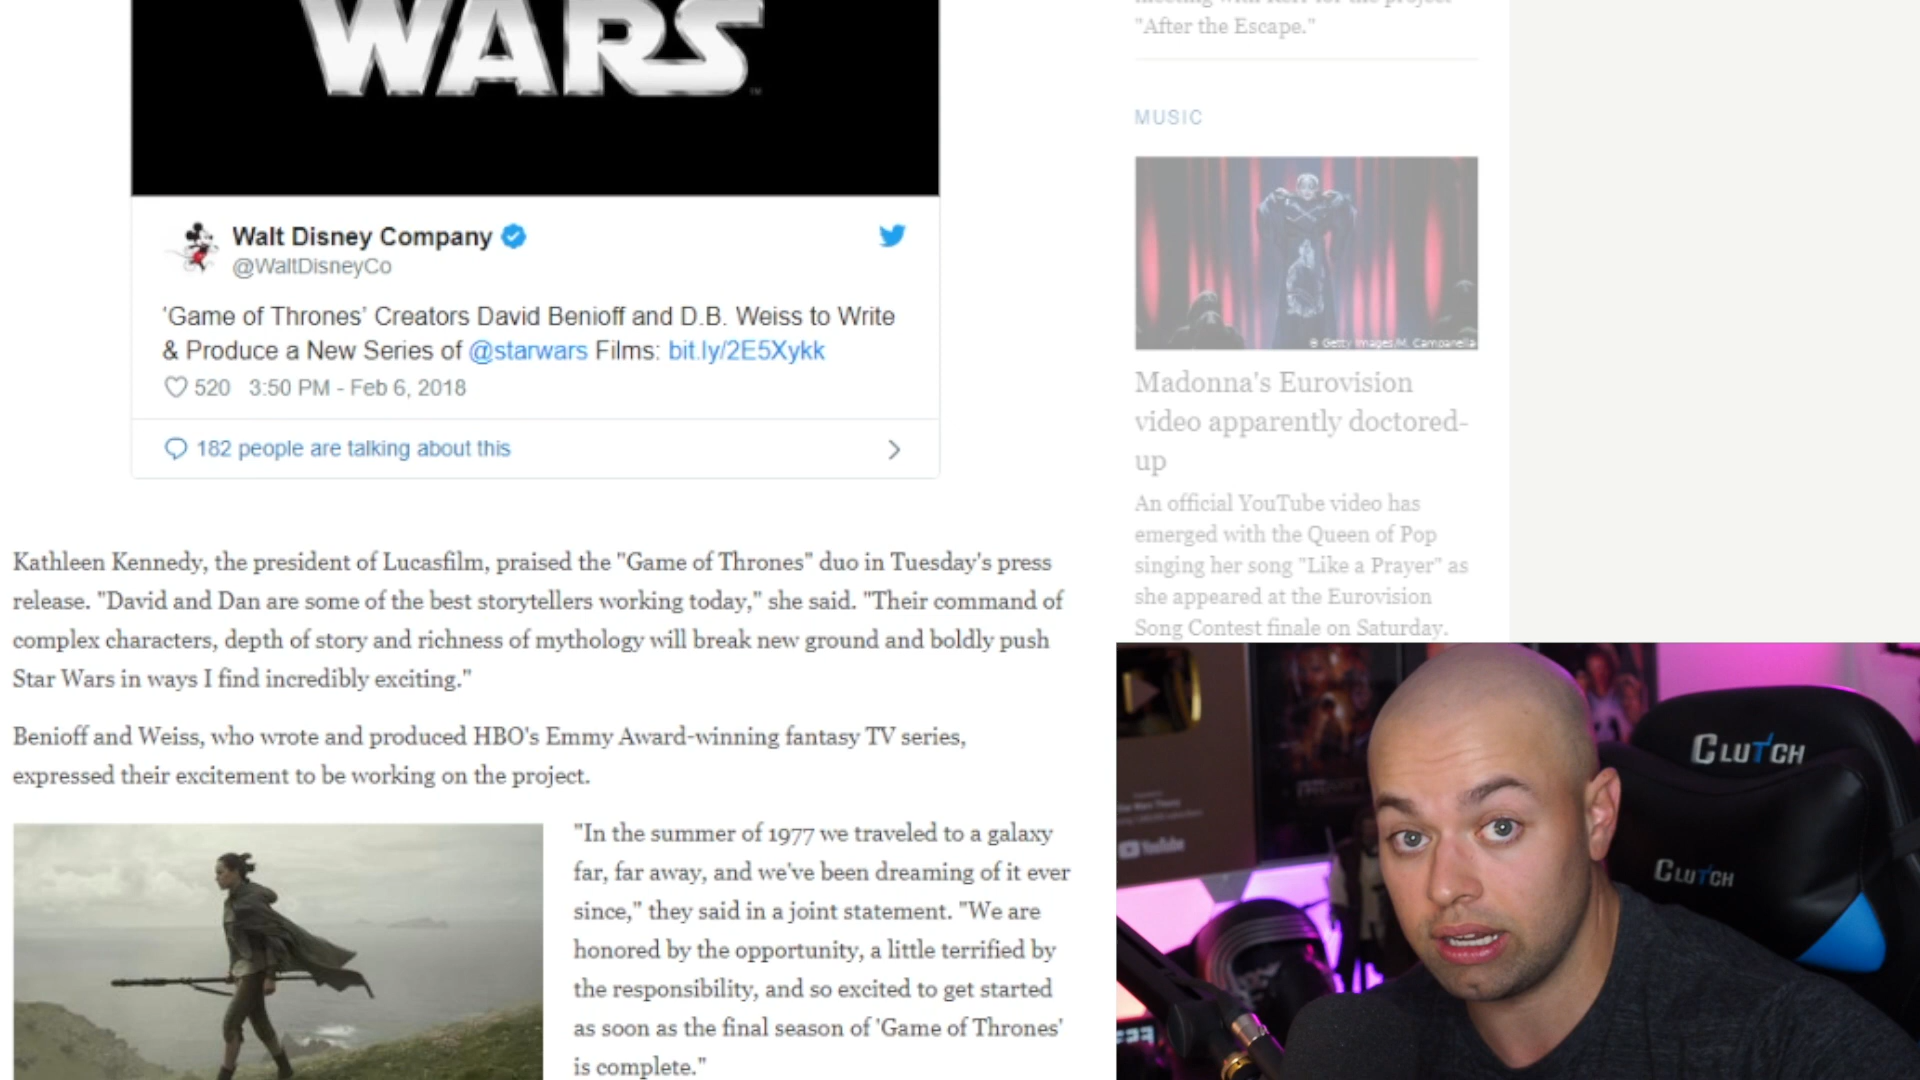 WARS
TM
Walt Disney Company
@WaltDisneyCo
'Game of Thrones' Creators David Benioff and D.B. Weiss to Write
& Produce a New Series of @starwars Films: bit.ly/2E5Xykk
520 3:50 PM - Feb 6, 2018
182 people are talking about this
Kathleen Kennedy, the president of Lucasfilm, praised the "Game of Thrones" duo in Tuesday's press
release. "David and Dan are some of the best storytellers working today," she said. "Their command of
complex characters, depth of story and richness of mythology will break new ground and boldly push
Star Wars in ways I find incredibly exciting."
Benioff and Weiss, who wrote and produced HBO's Emmy Award-winning fantasy TV series,
expressed their excitement to be working on the project.
"In the summer of 1977 we traveled to a galaxy
far, far away, and we've been dreaming of it ever
since," they said in a joint statement. "We are
honored by the opportunity, a little terrified by
the responsibility, and so excited to get started
as soon as the final season of 'Game of Thrones'
is complete."
"After the Escape."
MUSIC
© Getty Images/M. Campanella
Madonna's Eurovision
video apparently doctored-
up
An official YouTube video has
emerged with the Queen of Pop
singing her song "Like a Prayer" as
she appeared at the Eurovision
Song Contest finale on Saturday.
CLUTCH
CLUTCH
YouTube